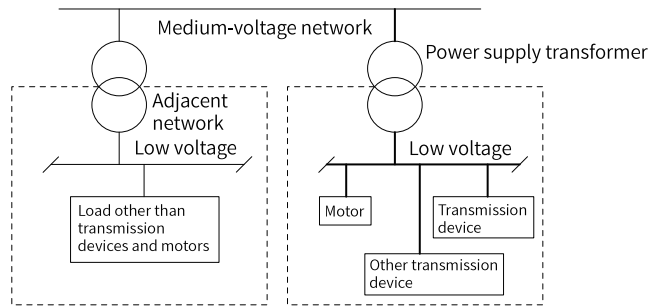 Medium-voltage network
Power supply transformer
Adjacent
network
Low voltage
Load other than
transmission
devices and motors
Low voltage
Motor
Transmission
device
Other transmission
device